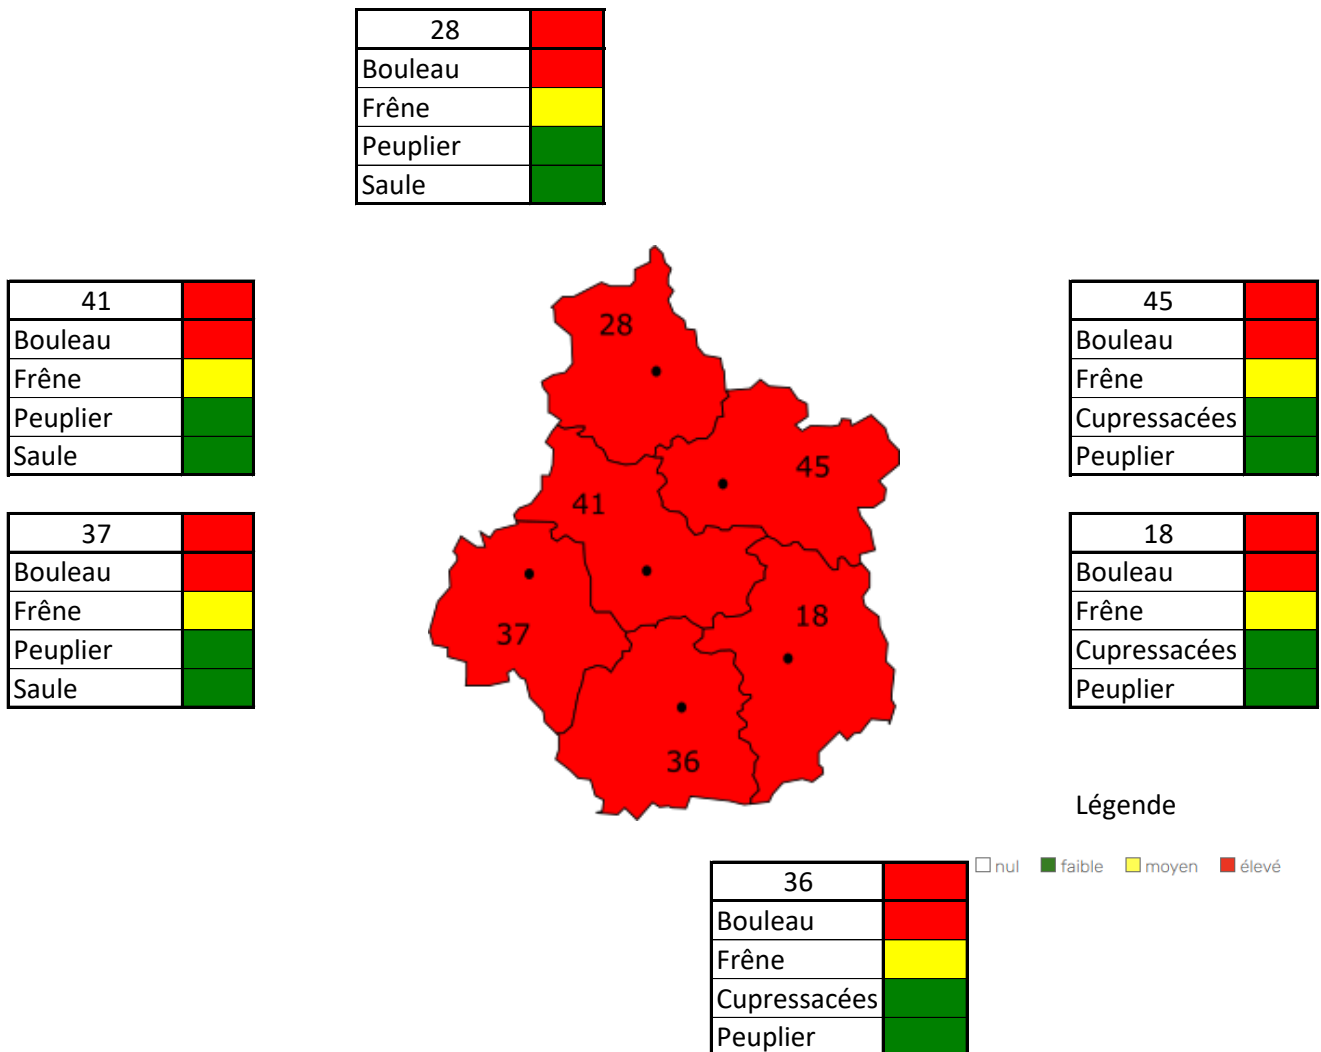 28
Bouleau
Frêne
Peuplier
Saule
41
Bouleau
Frêne
Peuplier
Saule
37
Bouleau
Frêne
Peuplier
Saule
28
45
41
37
18
36
45
Bouleau
Frêne
Cupressacées
Peuplier
18
Bouleau
Frêne
Cupressacées
Peuplier
Légende
nul faible moyen élevé
36
Bouleau
Frêne
Cupressacées
Peuplier